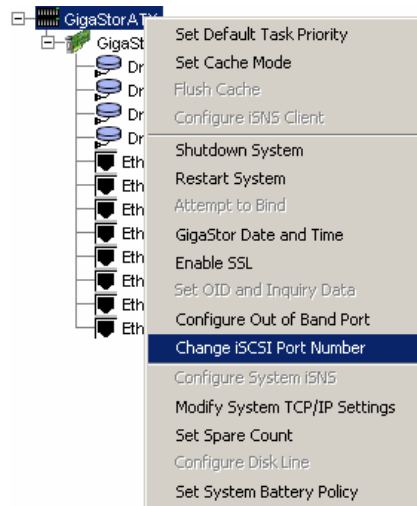 GigaStorATX
GigaSt
Dr
Dr
Dr
Dr
Eth
Eth
Eth
Eth
Eth
Eth
Eth
Eth
Set Default Task Priority
Set Cache Mode
Flush Cache
Configure iSNS Client
Shutdown System
Restart System
Attempt to Bind
GigaStor Date and Time
Enable SSL
Set OID and Inquiry Data
Configure Out of Band Port
Change iSCSI Port Number
Configure System iSNS
Modify System TCP/IP Settings
Set Spare Count
Configure Disk Line
Set System Battery Policy